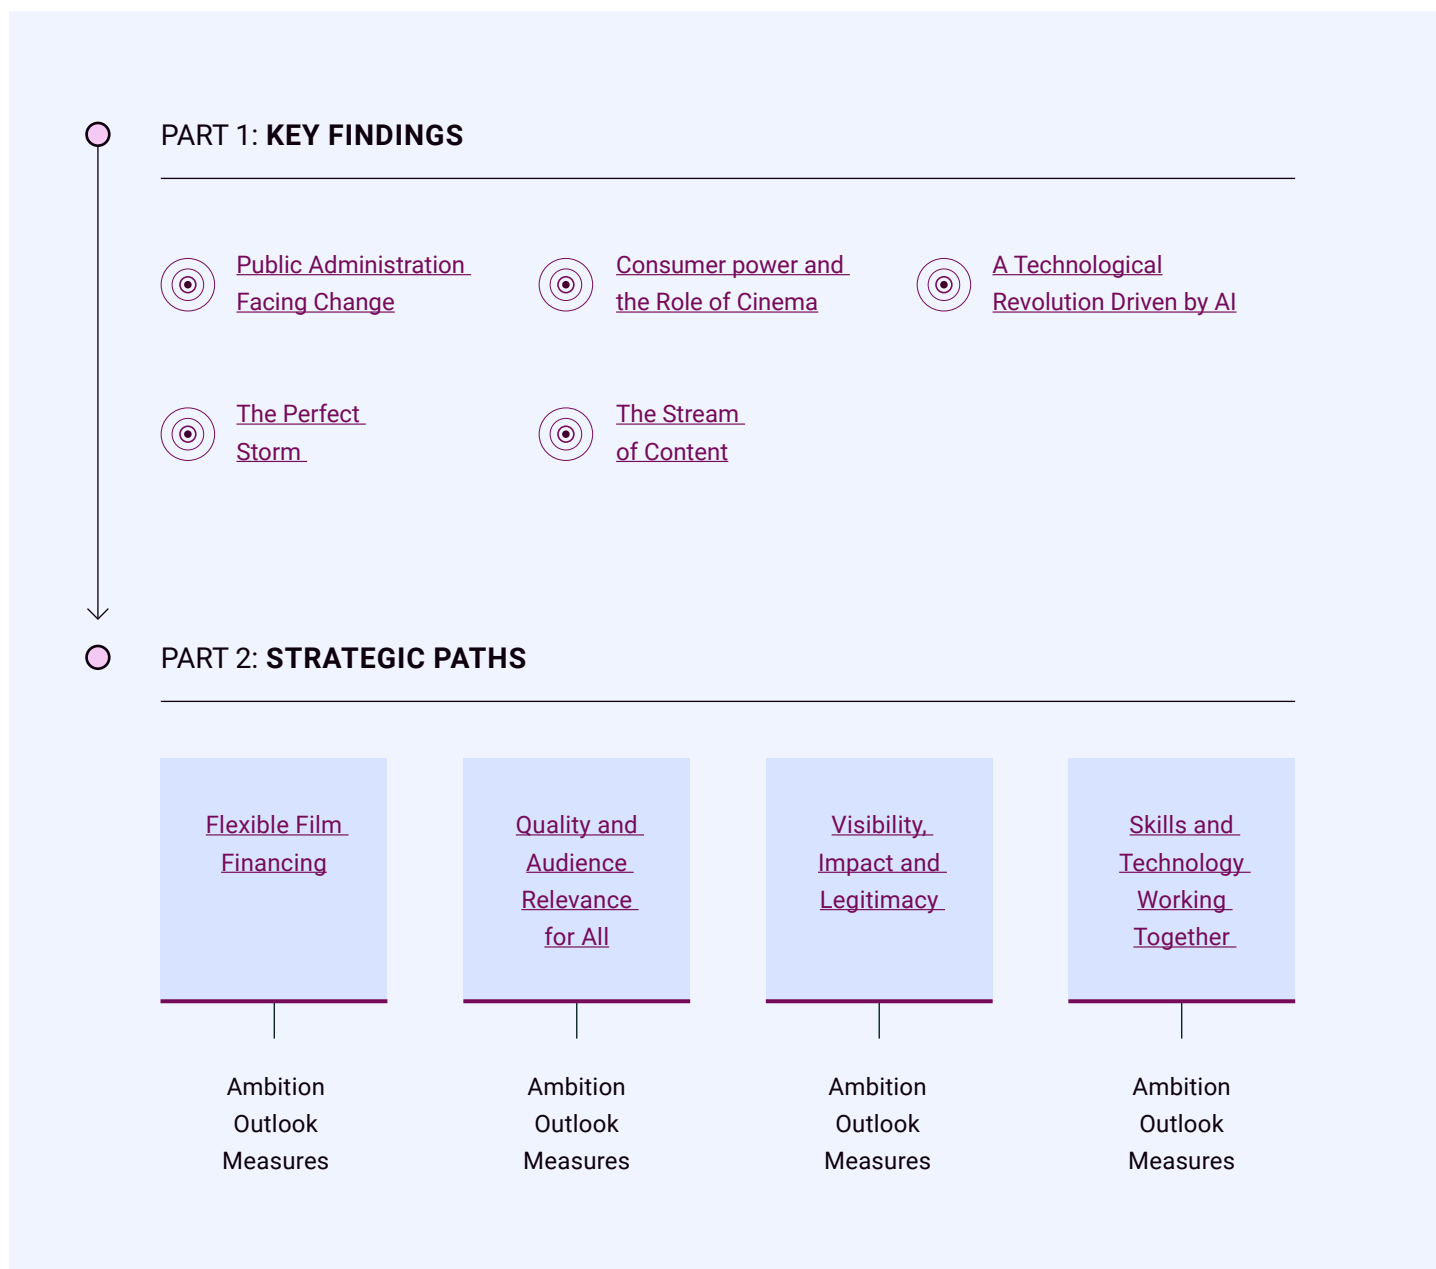 PART 1: KEY FINDINGS
Public Administration
Facing Change
Consumer power and
the Role of Cinema
A Technological
Revolution Driven by AI
The Perfect
Storm
The Stream
of Content
PART 2: STRATEGIC PATHS
Flexible Film
Financing
Quality and
Audience
Relevance
for All
Visibility,
Impact and
Legitimacy
Skills and
Technology
Working
Together
Ambition
Outlook
Measures
Ambition
Outlook
Measures
Ambition
Outlook
Measures
Ambition
Outlook
Measures